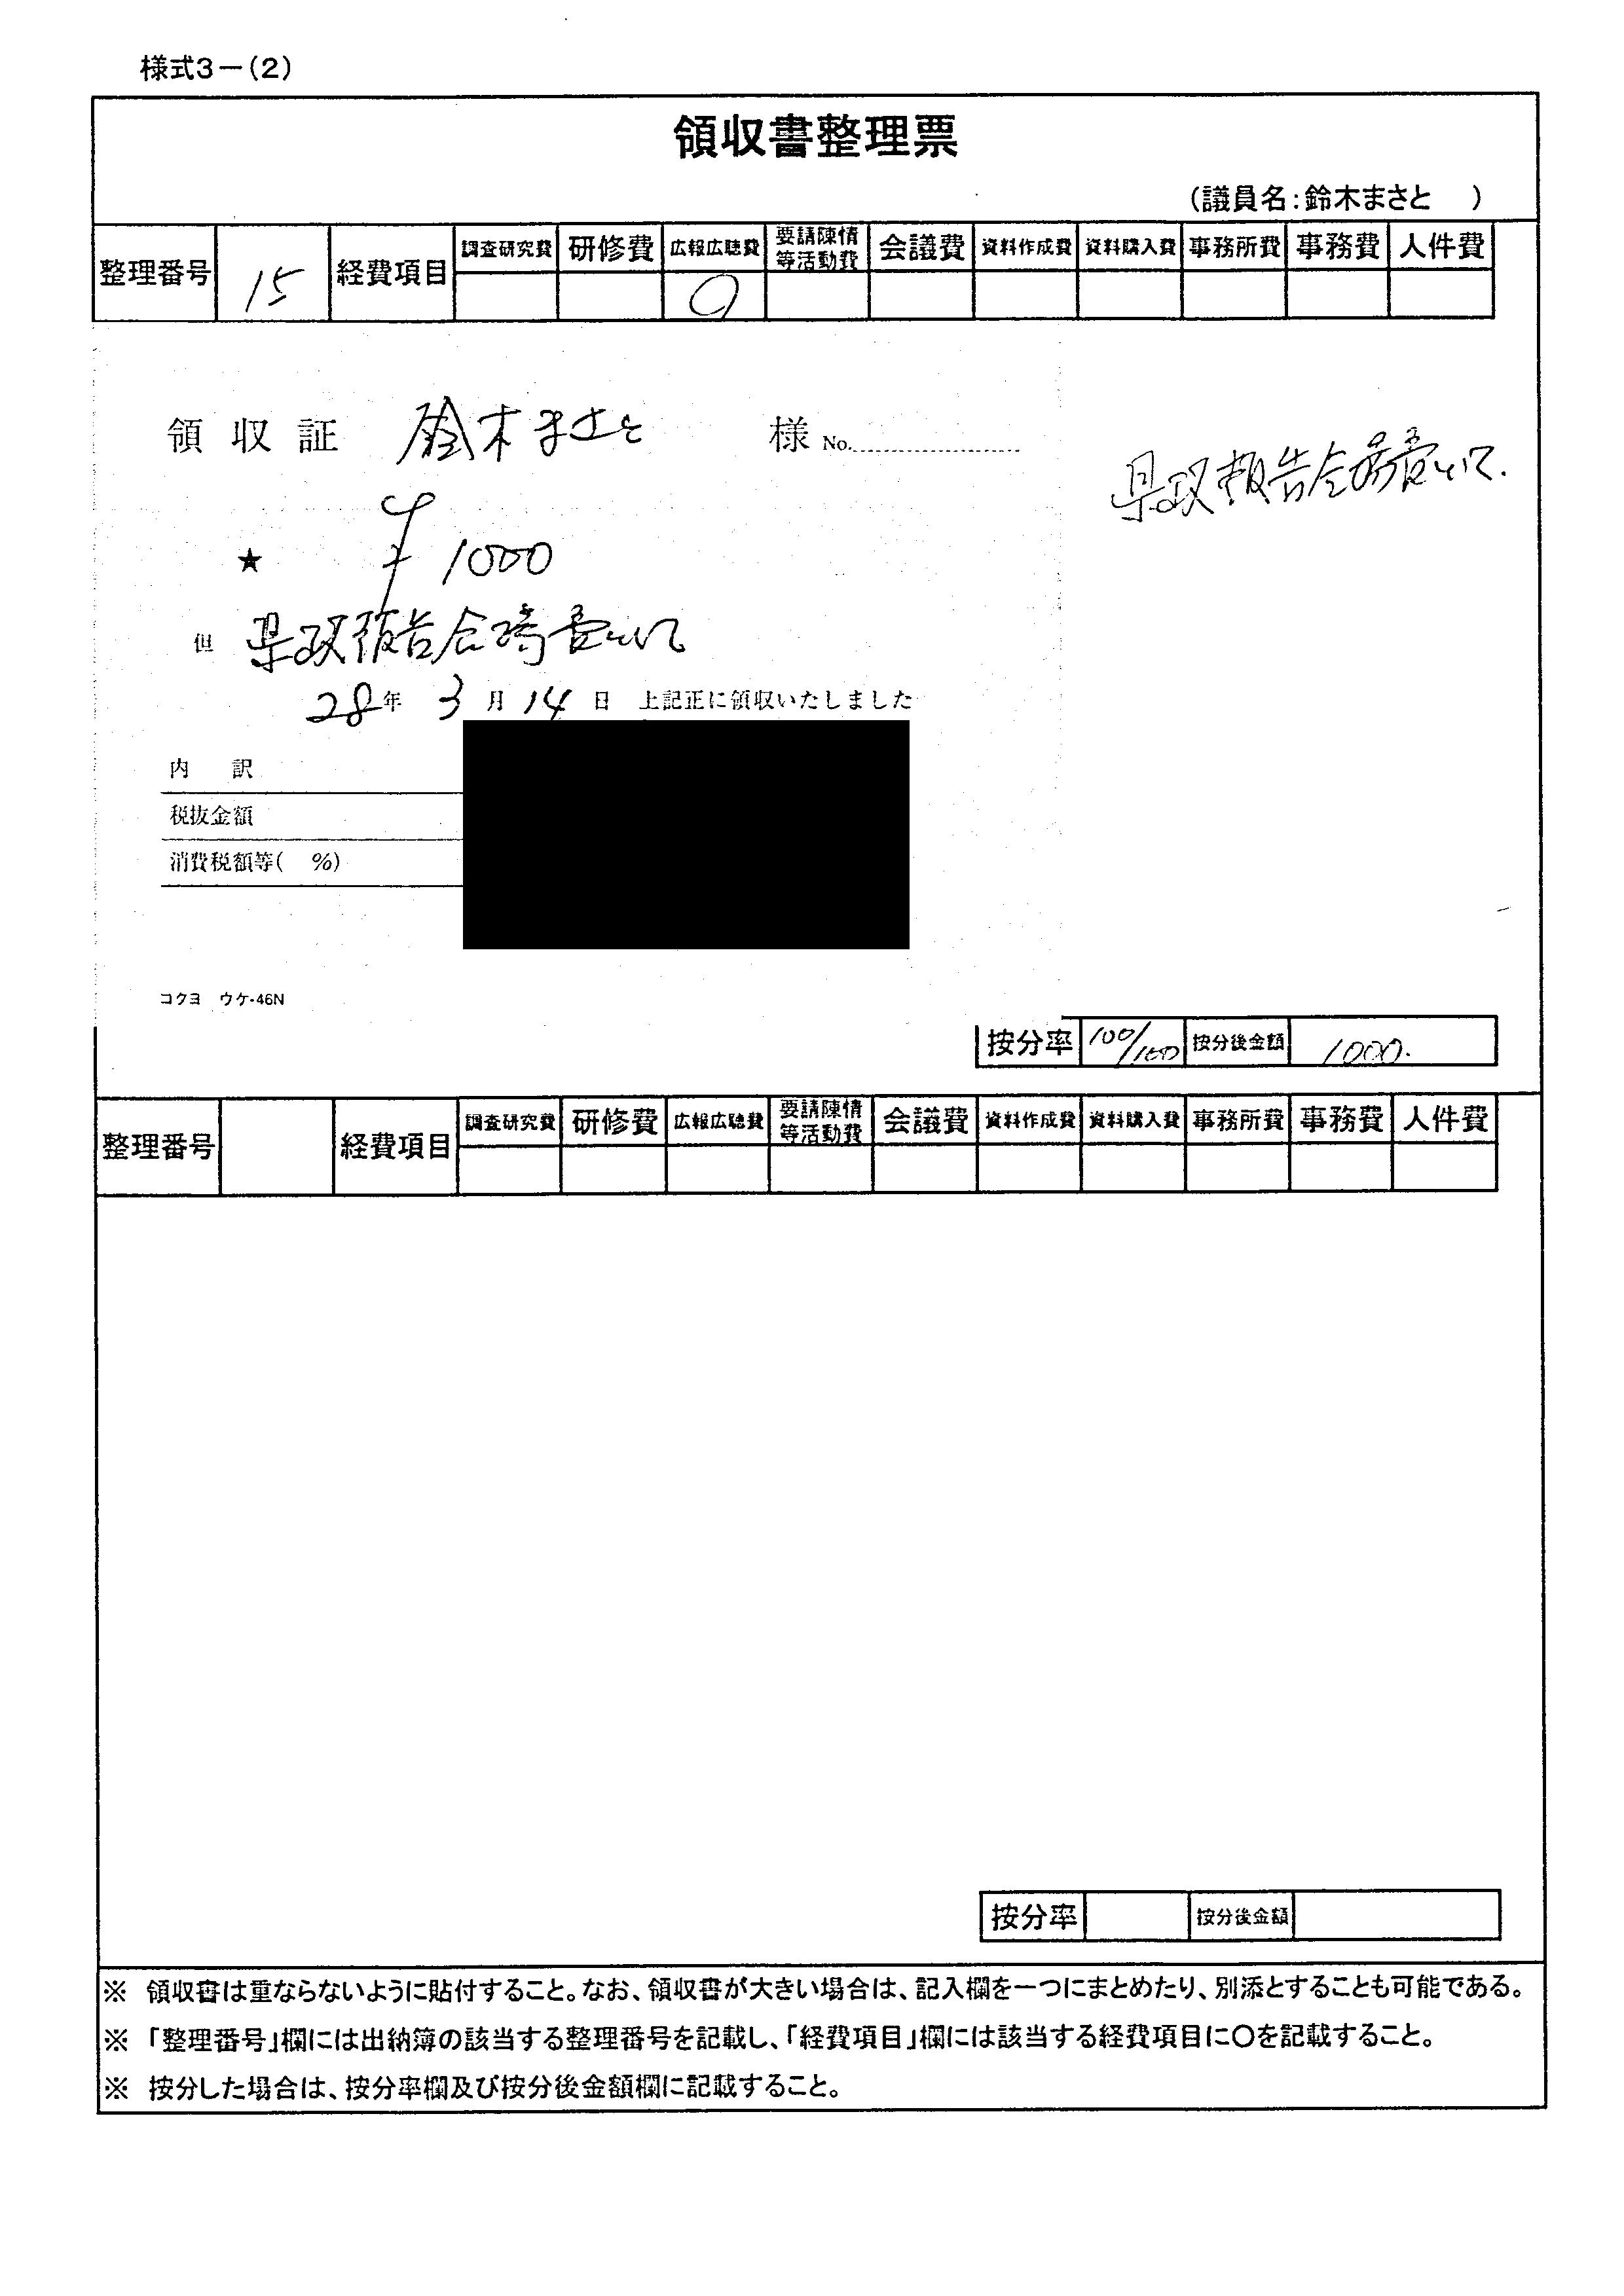 様式3-(2)
領収書整理票
(議員名:鈴木まさと )
整理番号 15 経費項目 調査研究費 研修費 広報広聴費 要請陳情等活動費 会議費 資料作成費 資料購入費 事務所費 事務費 人件費
○
領収証 鈴木まさと 様 No.
県政報告会場費として.
★ ¥1000
但 県政報告会場費として
28年 3月 14日 上記正に領収いたしました
内 訳
税抜金額
消費税額等( %)
コクヨ ウケ-46N
按分率 100/100 按分後金額 1000.
整理番号 経費項目 調査研究費 研修費 広報広聴費 要請陳情等活動費 会議費 資料作成費 資料購入費 事務所費 事務費 人件費
按分率 按分後金額
※ 領収書は重ならないように貼付すること。なお、領収書が大きい場合は、記入欄を一つにまとめたり、別添とすることも可能である。
※ 「整理番号」欄には出納簿の該当する整理番号を記載し、「経費項目」欄には該当する経費項目に○を記載すること。
※ 按分した場合は、按分率欄及び按分後金額欄に記載すること。